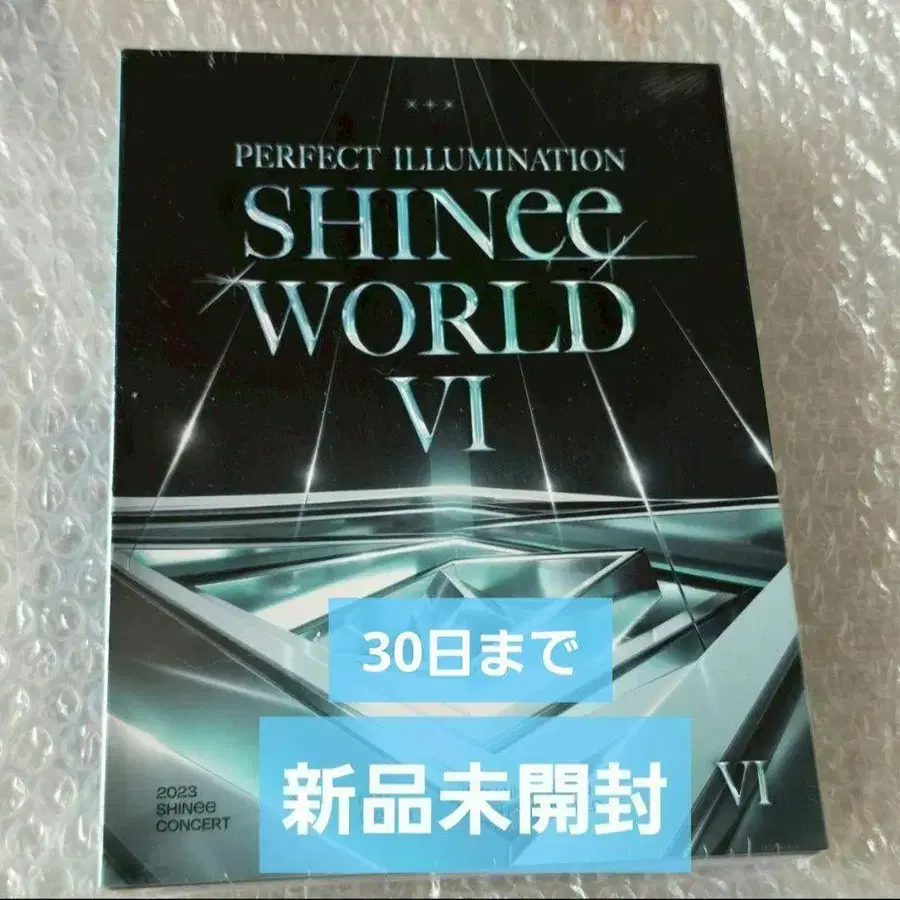 PERFECT ILLUMINATION
SHINee
WORLD
VI
30日まで
新品未開封
2023
SHINee
CONCERT
VI